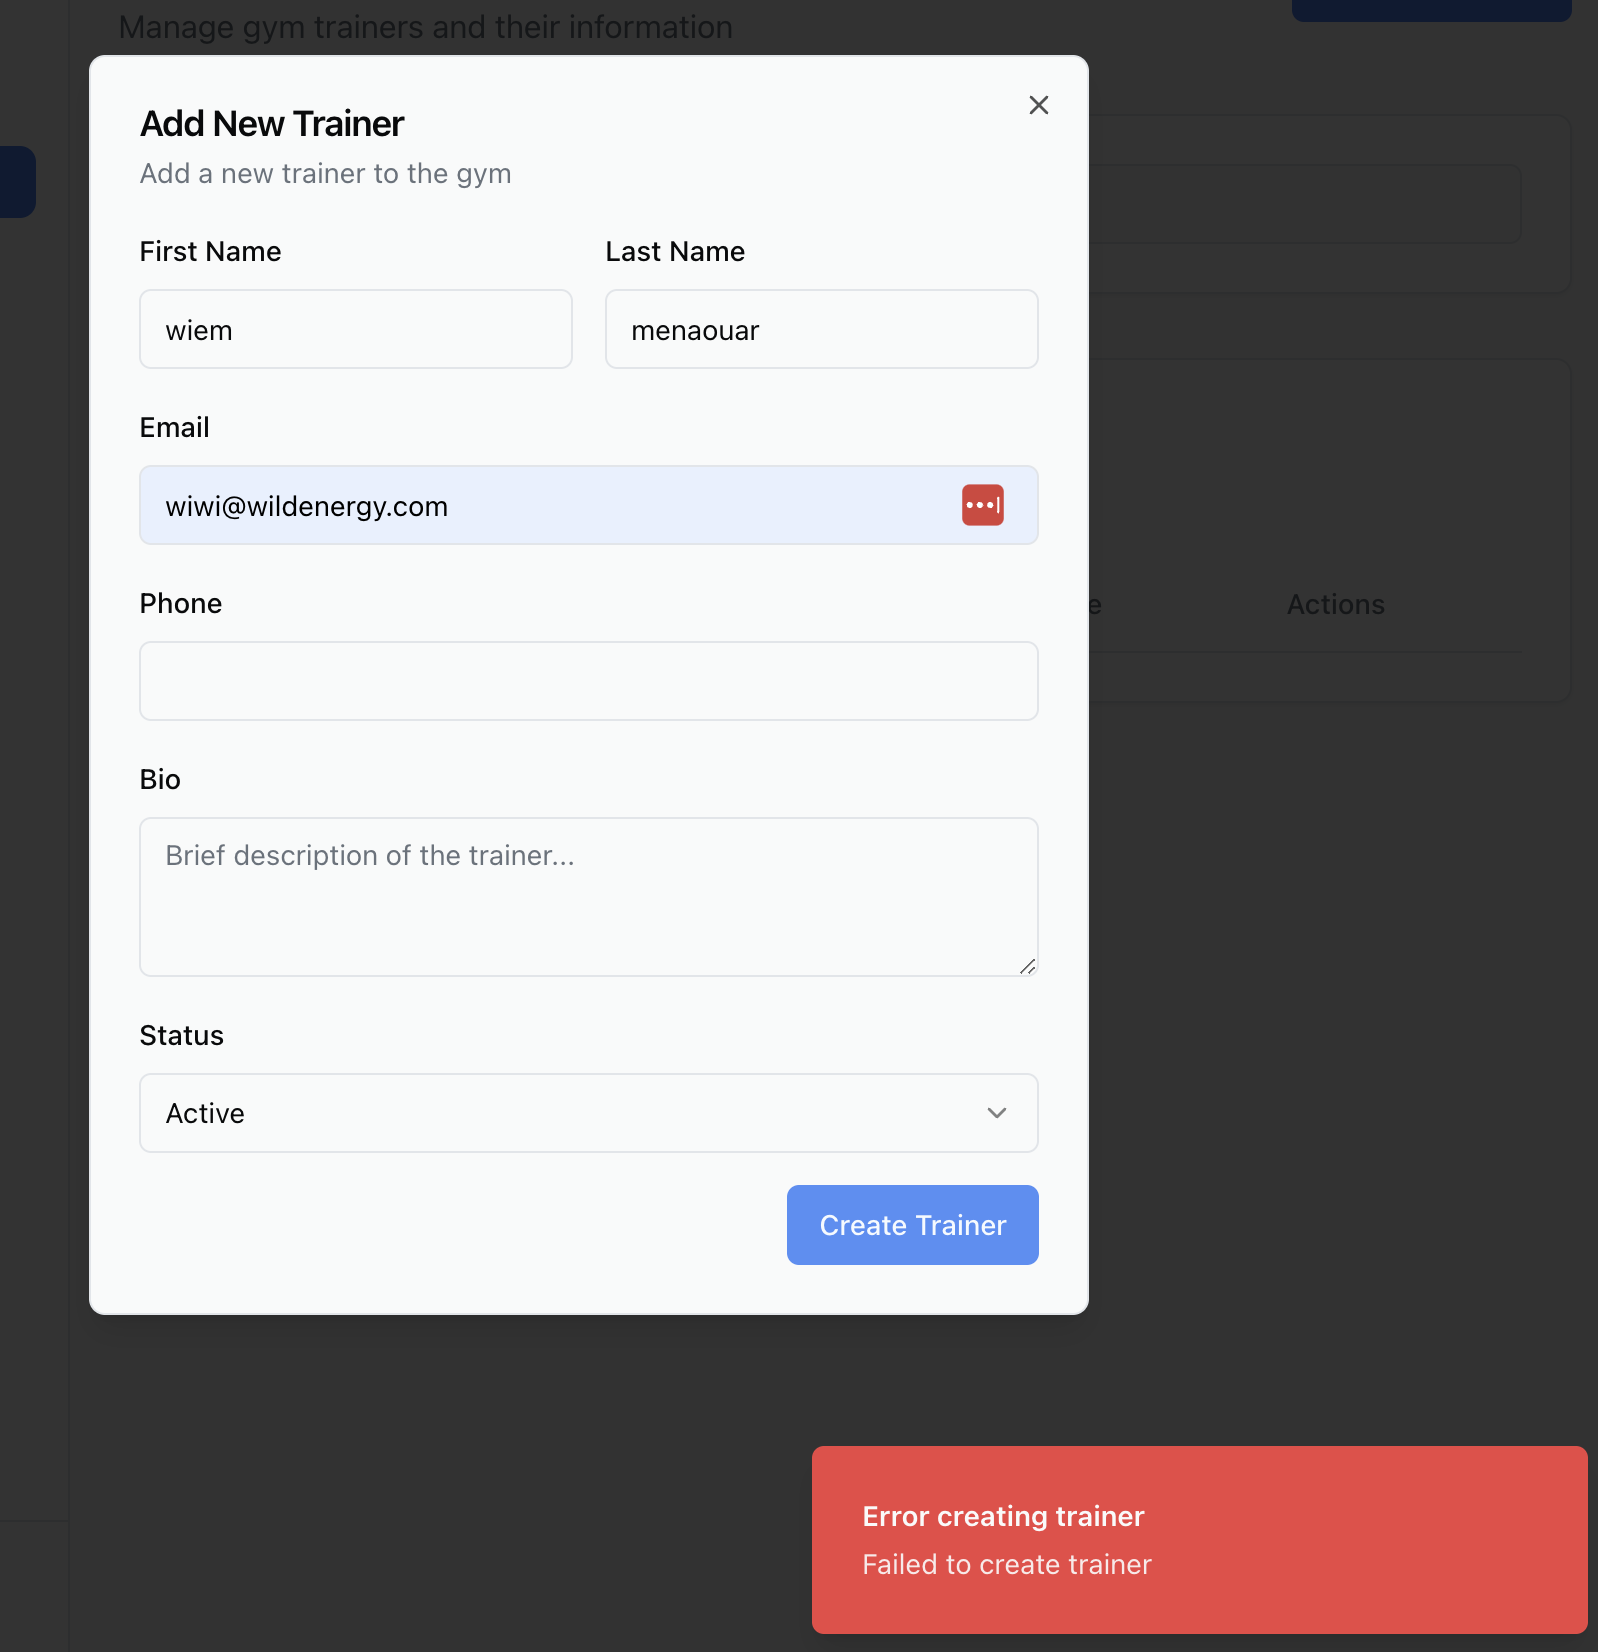 Manage gym trainers and their information
Add New Trainer
Add a new trainer to the gym
First Name
Last Name
wiem
menaouar
Email
wiwi@wildenergy.com
Phone
e
Actions
Bio
Brief description of the trainer...
Status
Active
Create Trainer
Error creating trainer
Failed to create trainer